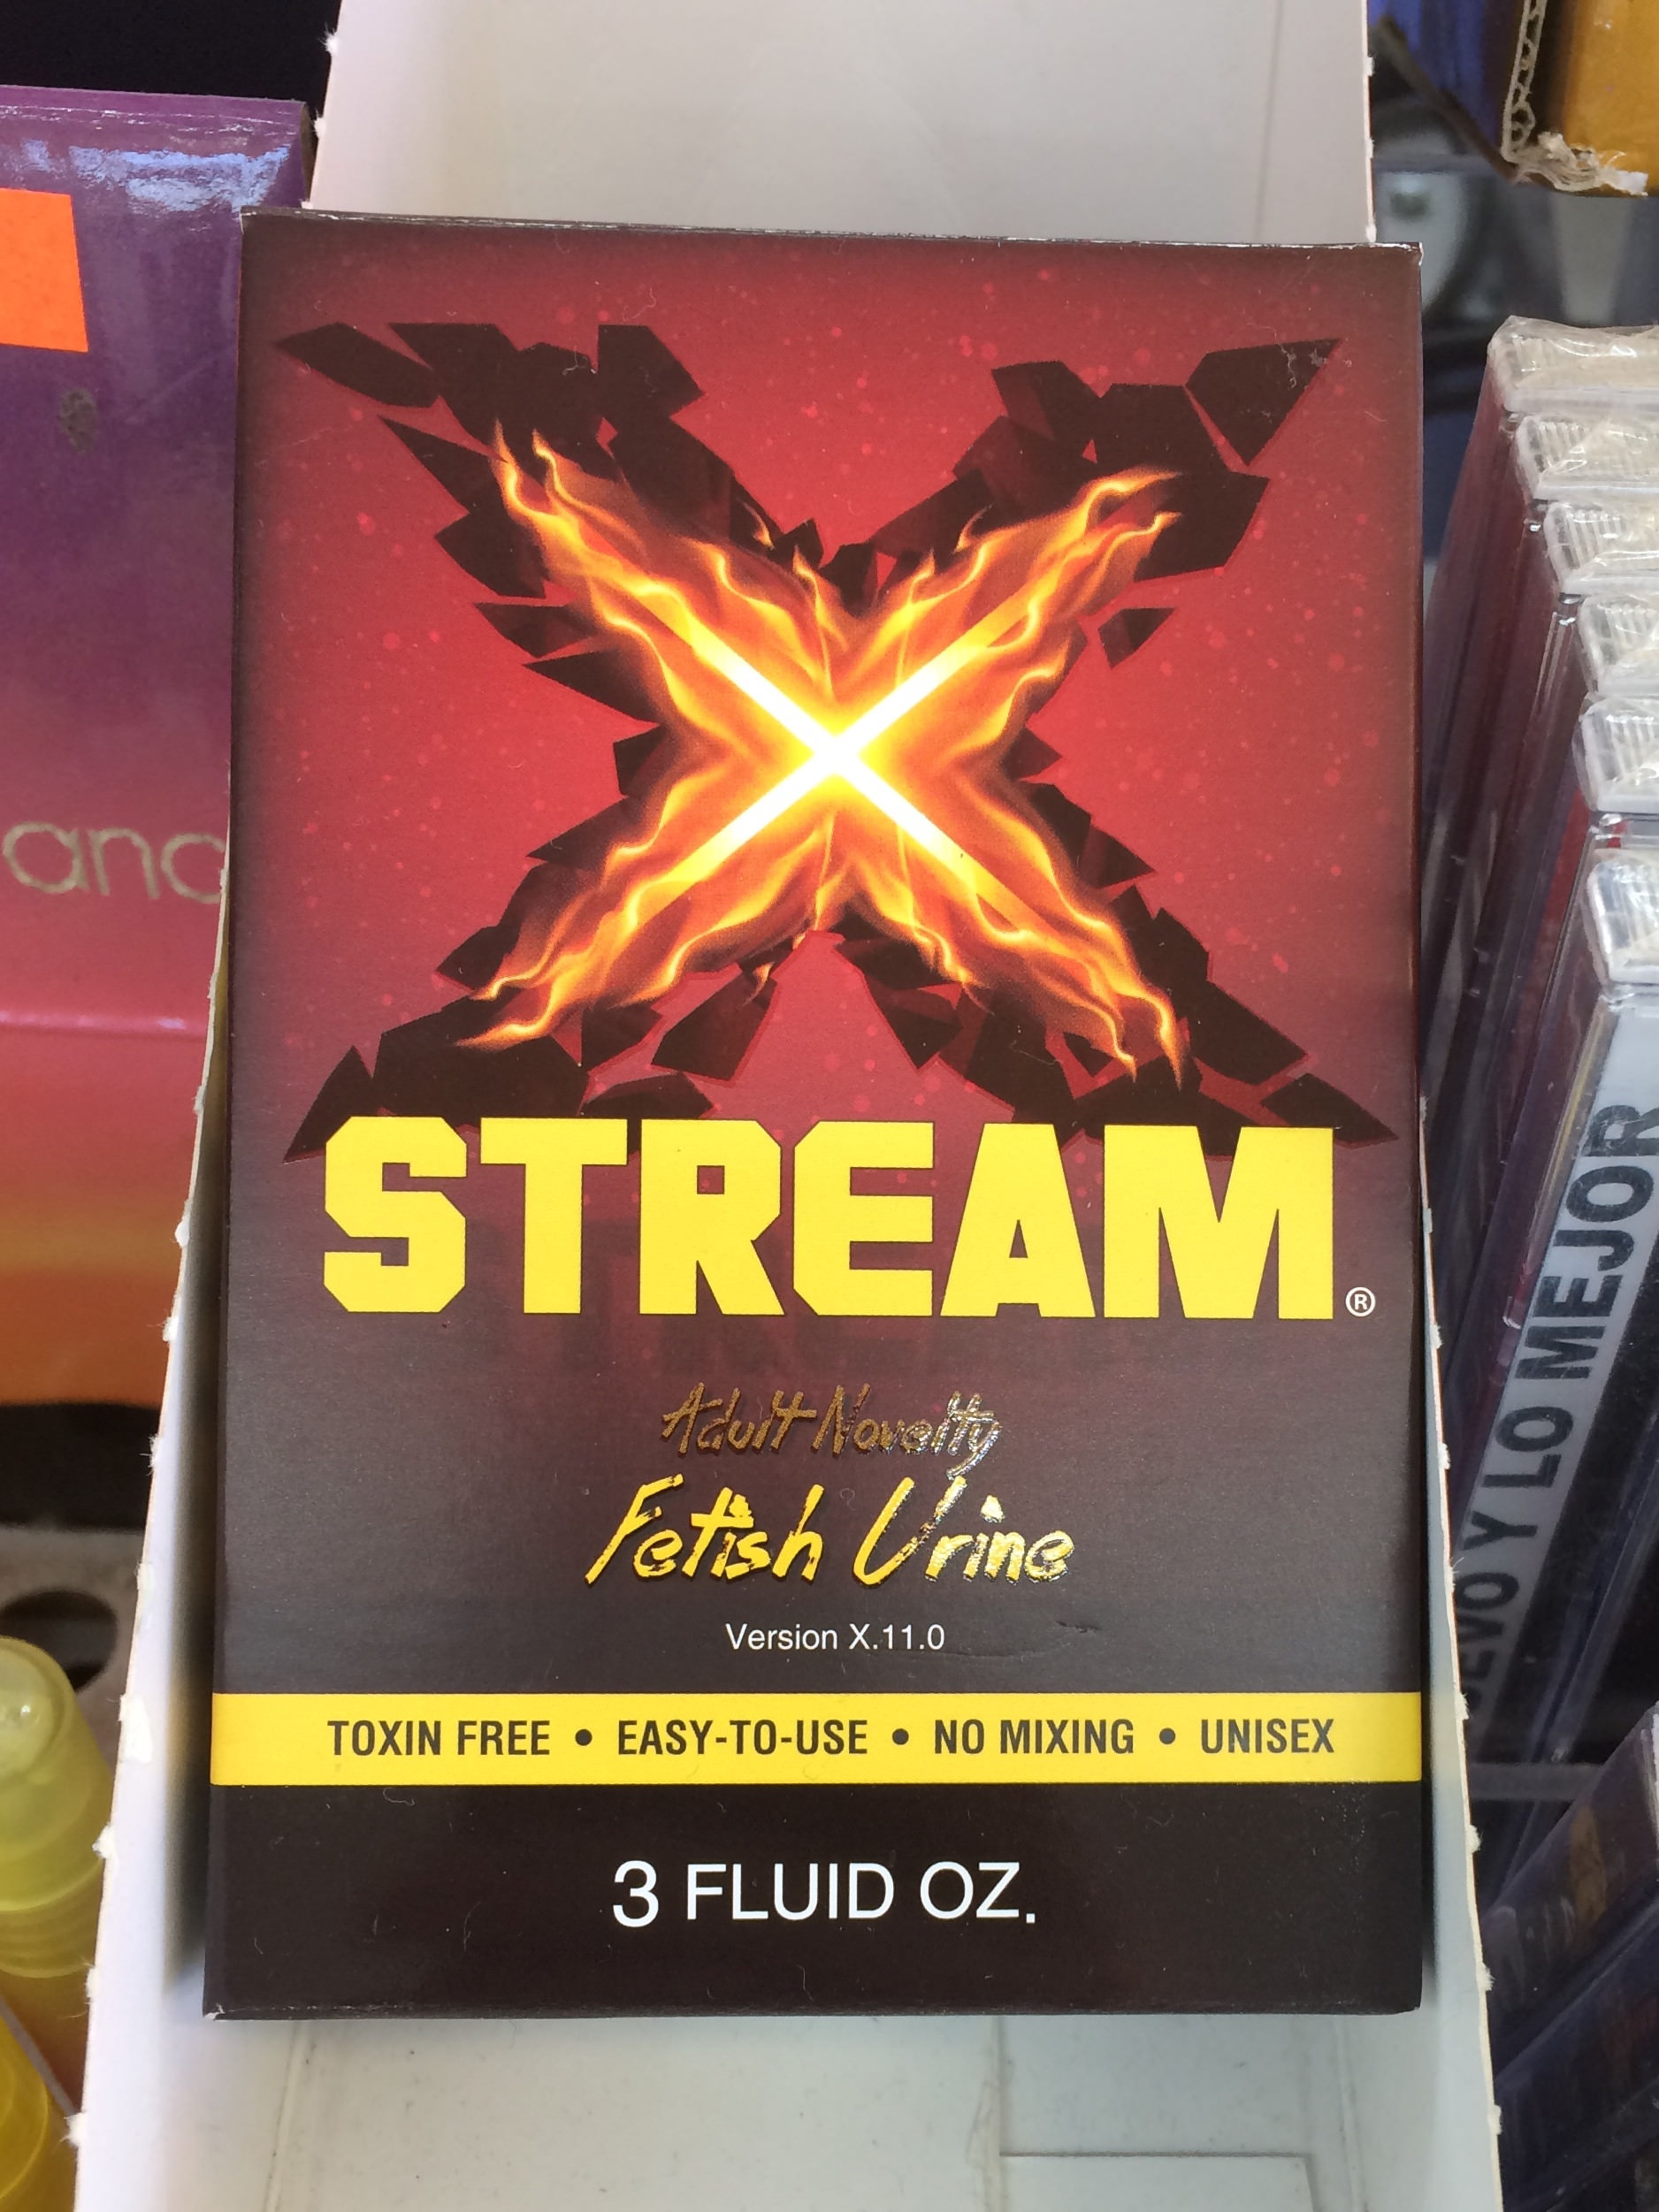 X
STREAM®
Adult Novelty
Fetish Urine
Version X.11.0
TOXIN FREE • EASY-TO-USE • NO MIXING • UNISEX
3 FLUID OZ.
Y LO MEJOR